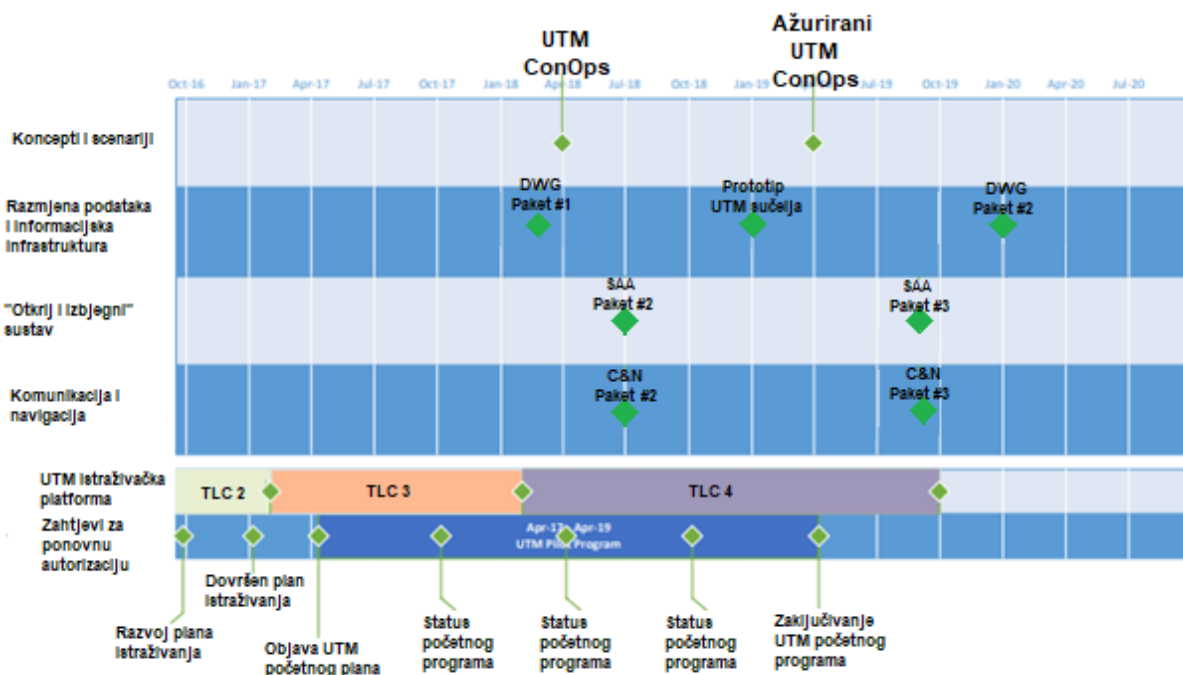 UTM
ConOps
Ažurirani
UTM
ConOps
Oct-16 Jan-17 Apr-17 Jul-17 Oct-17 Jan-18 Apr-18 Jul-18 Oct-18 Jan-19 Jul-19 Oct-19 Jan-20 Apr-20 Jul-20
Koncepti i scenariji
Razmjena podataka
i informacijska
infrastruktura
DWG
Paket #1
Prototip
UTM sučelja
DWG
Paket #2
"Otkrij i izbjegni"
sustav
SAA
Paket #2
SAA
Paket #3
Komunikacija i
navigacija
C&N
Paket #2
C&N
Paket #3
UTM istraživačka
platforma
TLC 2
TLC 3
TLC 4
Zahtjevi za
ponovnu
autorizaciju
Apr-17 Apr-19
UTM Pilot Program
Razvoj plana
istraživanja
Dovršen plan
istraživanja
Objava UTM
početnog plana
Status
početnog
programa
Status
početnog
programa
Status
početnog
programa
Zaključivanje
UTM početnog
programa